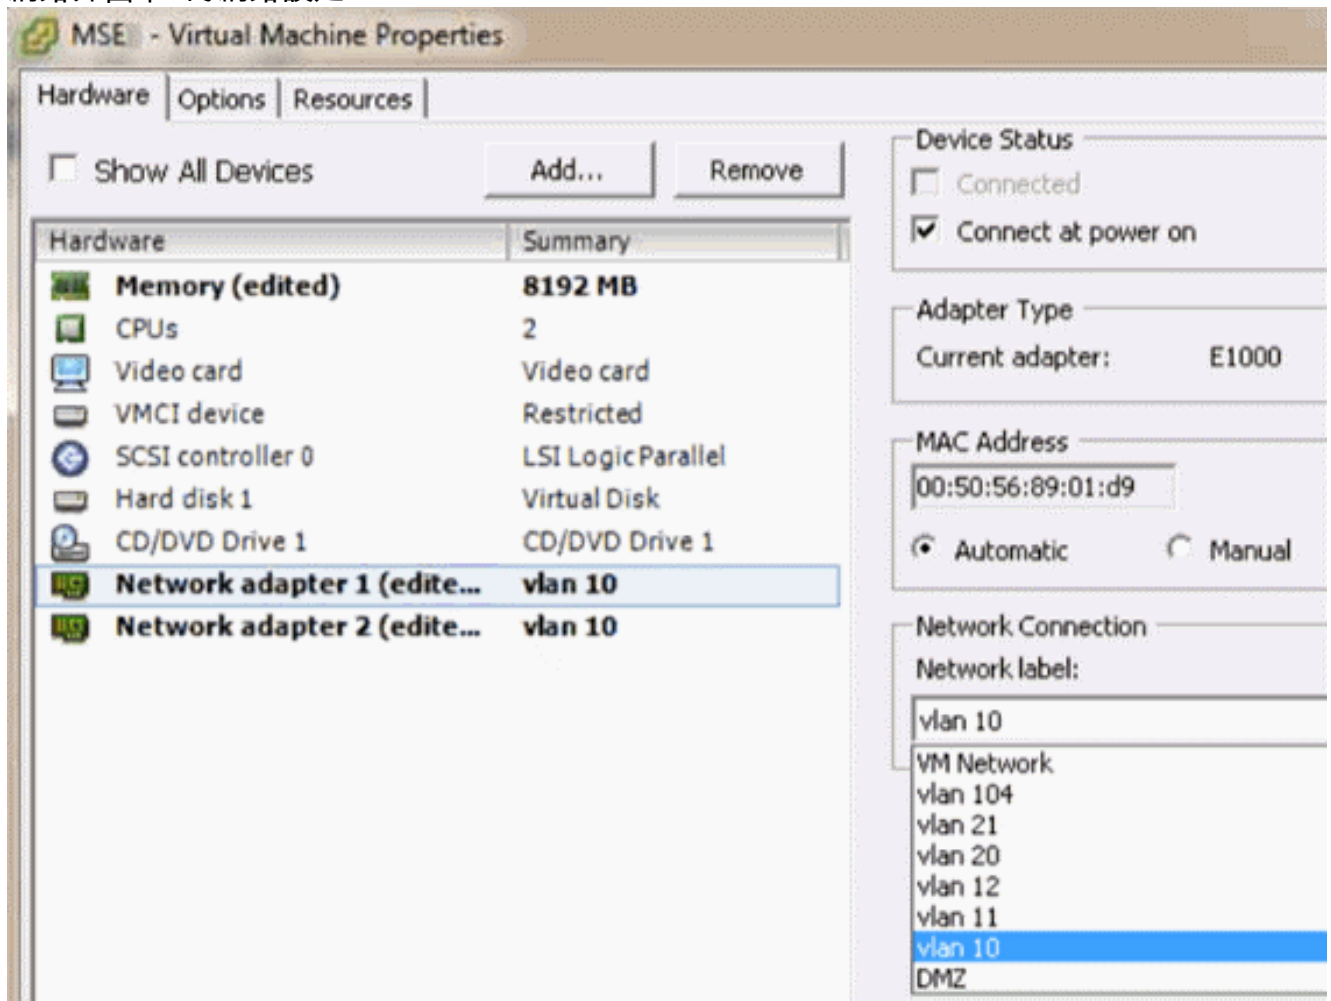 MSE - Virtual Machine Properties
Hardware
Options
Resources
Show All Devices
Add...
Remove
Hardware
Summary
Memory (edited)
8192 MB
CPUs
2
Video card
Video card
VMCI device
Restricted
SCSI controller 0
LSI Logic Parallel
Hard disk 1
Virtual Disk
CD/DVD Drive 1
CD/DVD Drive 1
Network adapter 1 (edite...
vlan 10
Network adapter 2 (edite...
vlan 10
Device Status
Connected
Connect at power on
Adapter Type
Current adapter:
E1000
MAC Address
00:50:56:89:01:d9
Automatic
Manual
Network Connection
Network label:
vlan 10
VM Network
vlan 104
vlan 21
vlan 20
vlan 12
vlan 11
vlan 10
DMZ